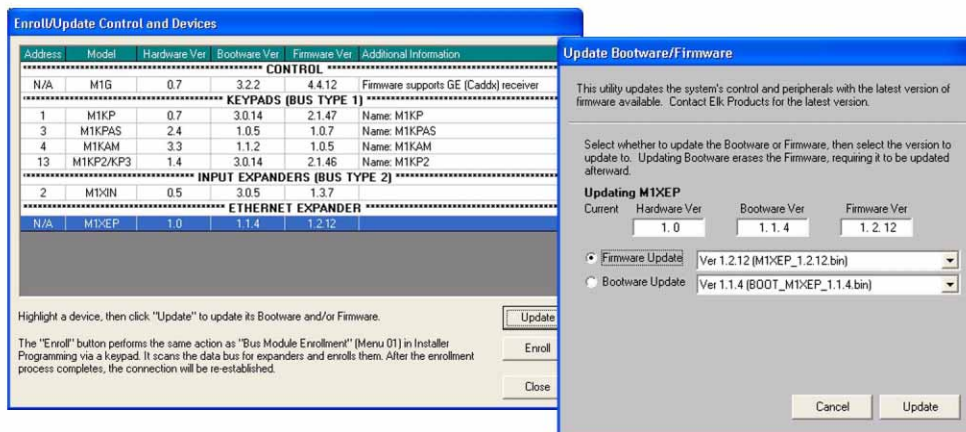 Enroll/Update Control and Devices
Address Model Hardware Ver Bootware Ver Firmware Ver Additional Information
CONTROL
N/A M1G 0.7 3.2.2 4.4.12 Firmware supports GE (Caddx) receiver
KEYPADS (BUS TYPE 1)
1 M1KP 0.7 3.0.14 2.1.47 Name: M1KP
3 M1KPAS 2.4 1.0.5 1.0.7 Name: M1KPAS
4 M1KAM 3.3 1.1.2 1.0.5 Name: M1KAM
13 M1KP2/KP3 1.4 3.0.14 2.1.46 Name: M1KP2
INPUT EXPANDERS (BUS TYPE 2)
2 M1XIN 0.5 3.0.5 1.3.7
ETHERNET EXPANDER
N/A M1XEP 1.0 1.1.4 1.2.12
Highlight a device, then click "Update" to update its Bootware and/or Firmware.
Update
The "Enroll" button performs the same action as "Bus Module Enrollment" (Menu 01) in Installer
Programming via a keypad. It scans the data bus for expanders and enrolls them. After the enrollment
process completes, the connection will be re-established.
Enroll
Close
Update Bootware/Firmware
This utility updates the system's control and peripherals with the latest version of
firmware available. Contact Elk Products for the latest version.
Select whether to update the Bootware or Firmware, then select the version to
update to. Updating Bootware erases the Firmware, requiring it to be updated
afterward.
Updating M1XEP
Current Hardware Ver Bootware Ver Firmware Ver
1. 0 1. 1. 4 1. 2. 12
Firmware Update Ver 1.2.12 (M1XEP_1.2.12.bin)
Bootware Update Ver 1.1.4 (BOOT_M1XEP_1.1.4.bin)
Cancel Update